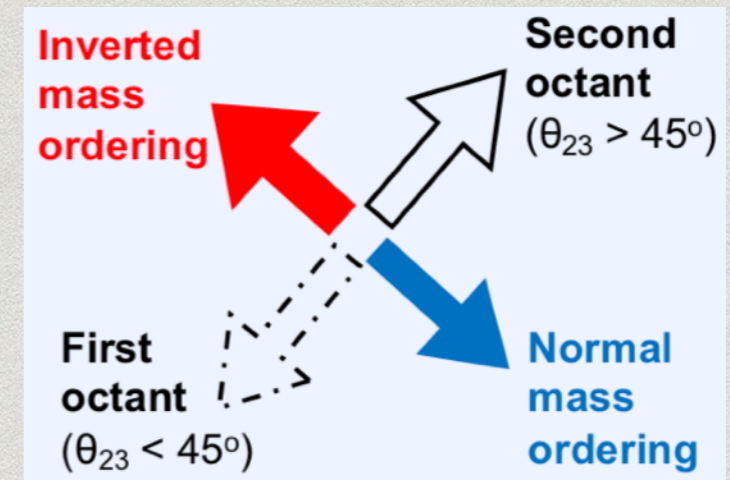 Inverted
mass
ordering
Second
octant
(θ₂₃ > 45º)
First
octant
(θ₂₃ < 45º)
Normal
mass
ordering